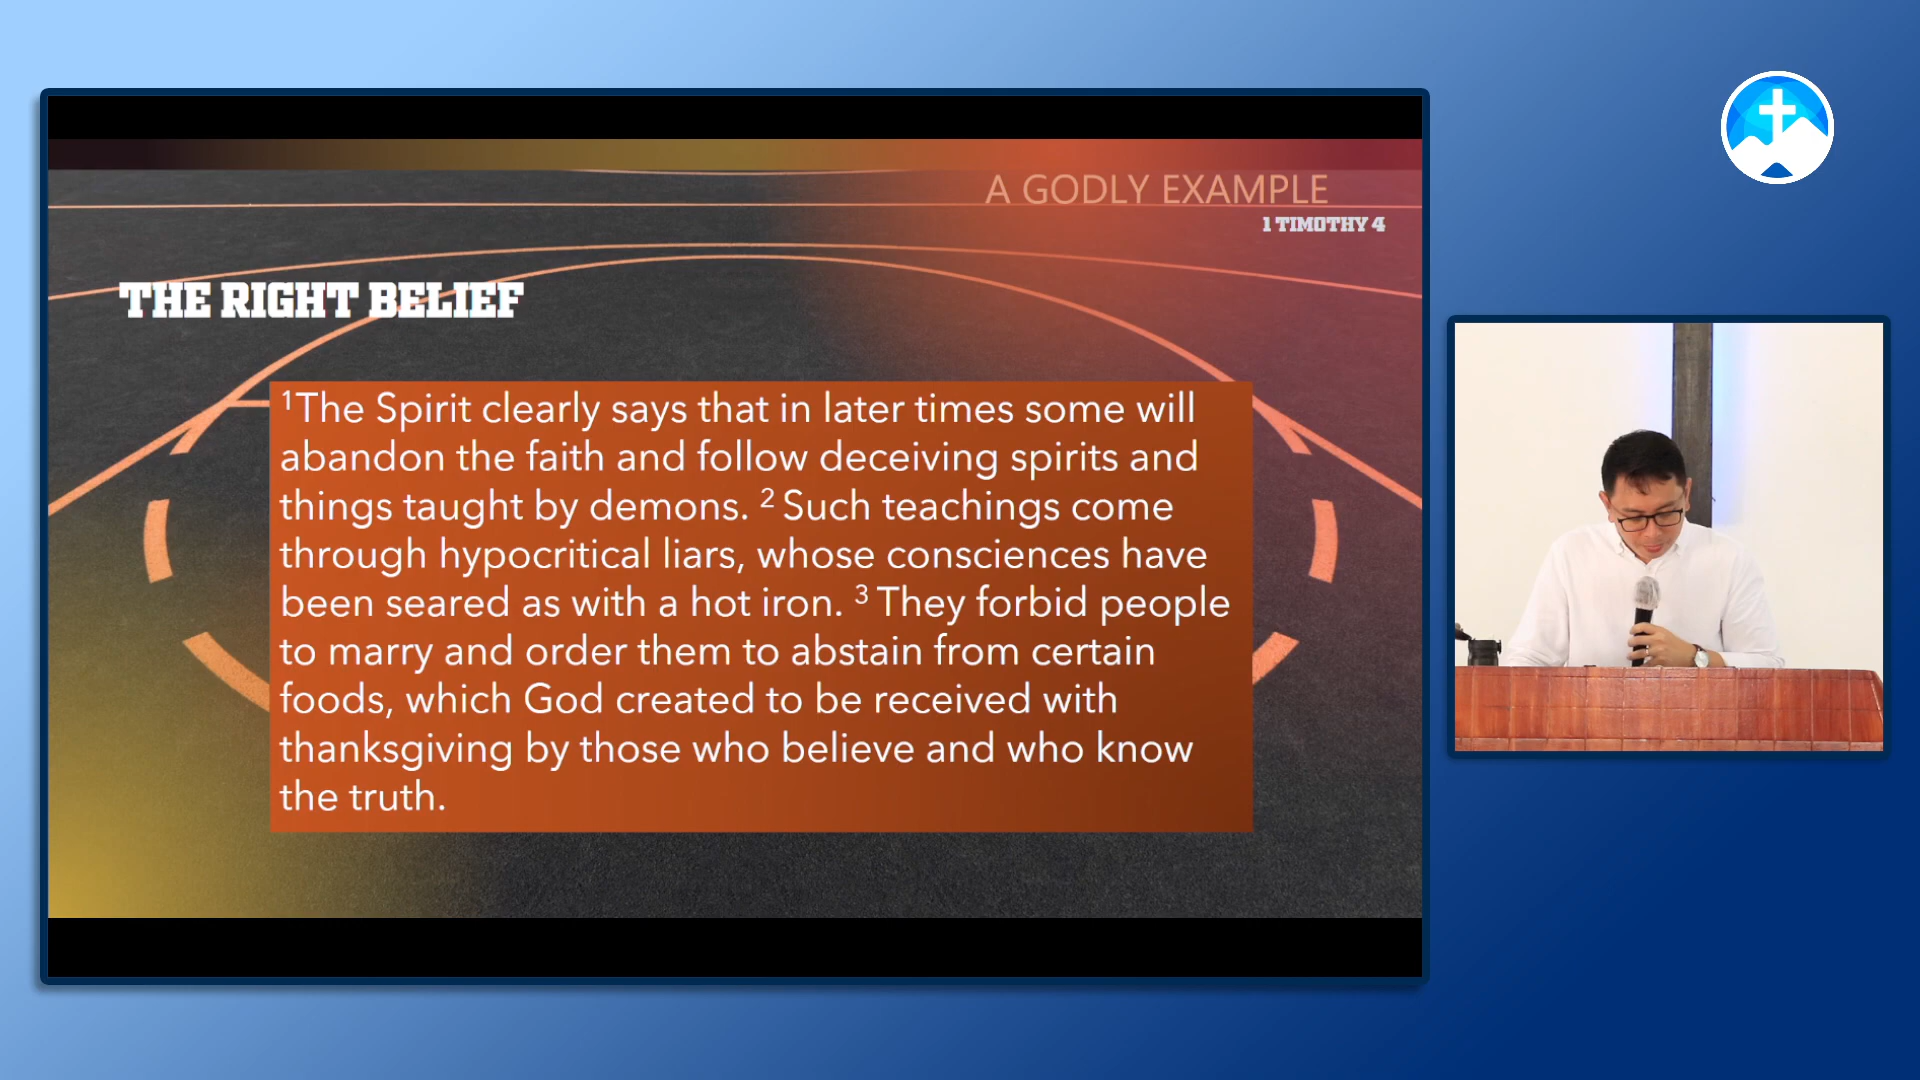 A GODLY EXAMPLE
1 TIMOTHY 4
THE RIGHT BELIEF
¹The Spirit clearly says that in later times some will
abandon the faith and follow deceiving spirits and
things taught by demons. ² Such teachings come
through hypocritical liars, whose consciences have
been seared as with a hot iron. ³ They forbid people
to marry and order them to abstain from certain
foods, which God created to be received with
thanksgiving by those who believe and who know
the truth.